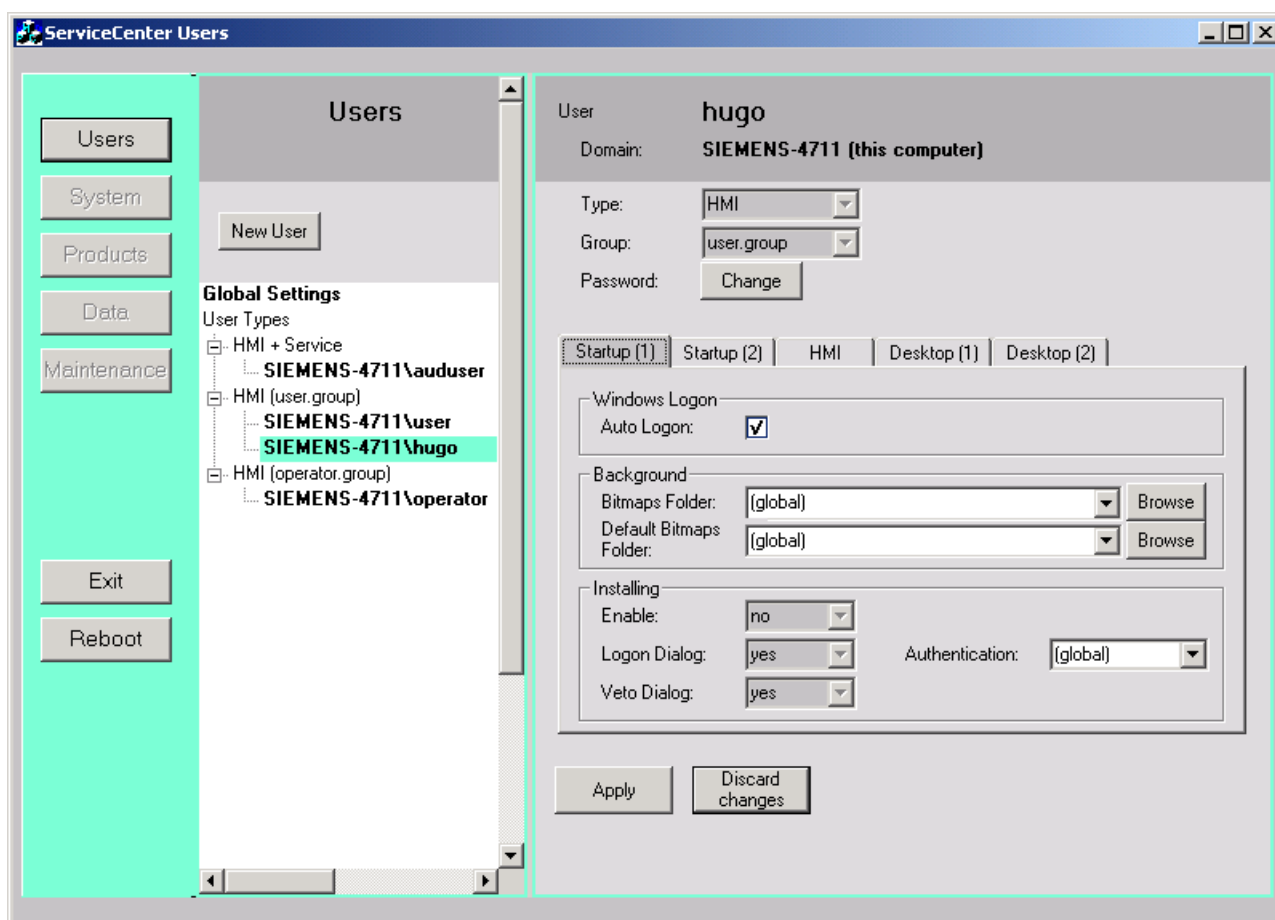 ServiceCenter Users
Users
System
Products
Data
Maintenance
Exit
Reboot
Users
New User
Global Settings
User Types
HMI + Service
SIEMENS-4711\auduser
HMI (user.group)
SIEMENS-4711\user
SIEMENS-4711\hugo
HMI (operator.group)
SIEMENS-4711\operator
User hugo
Domain: SIEMENS-4711 (this computer)
Type: HMI
Group: user.group
Password: Change
Startup (1) Startup (2) HMI Desktop (1) Desktop (2)
Windows Logon
Auto Logon:
Background
Bitmaps Folder: (global) Browse
Default Bitmaps
Folder: (global) Browse
Installing
Enable: no
Logon Dialog: yes Authentication: (global)
Veto Dialog: yes
Apply
Discard
changes